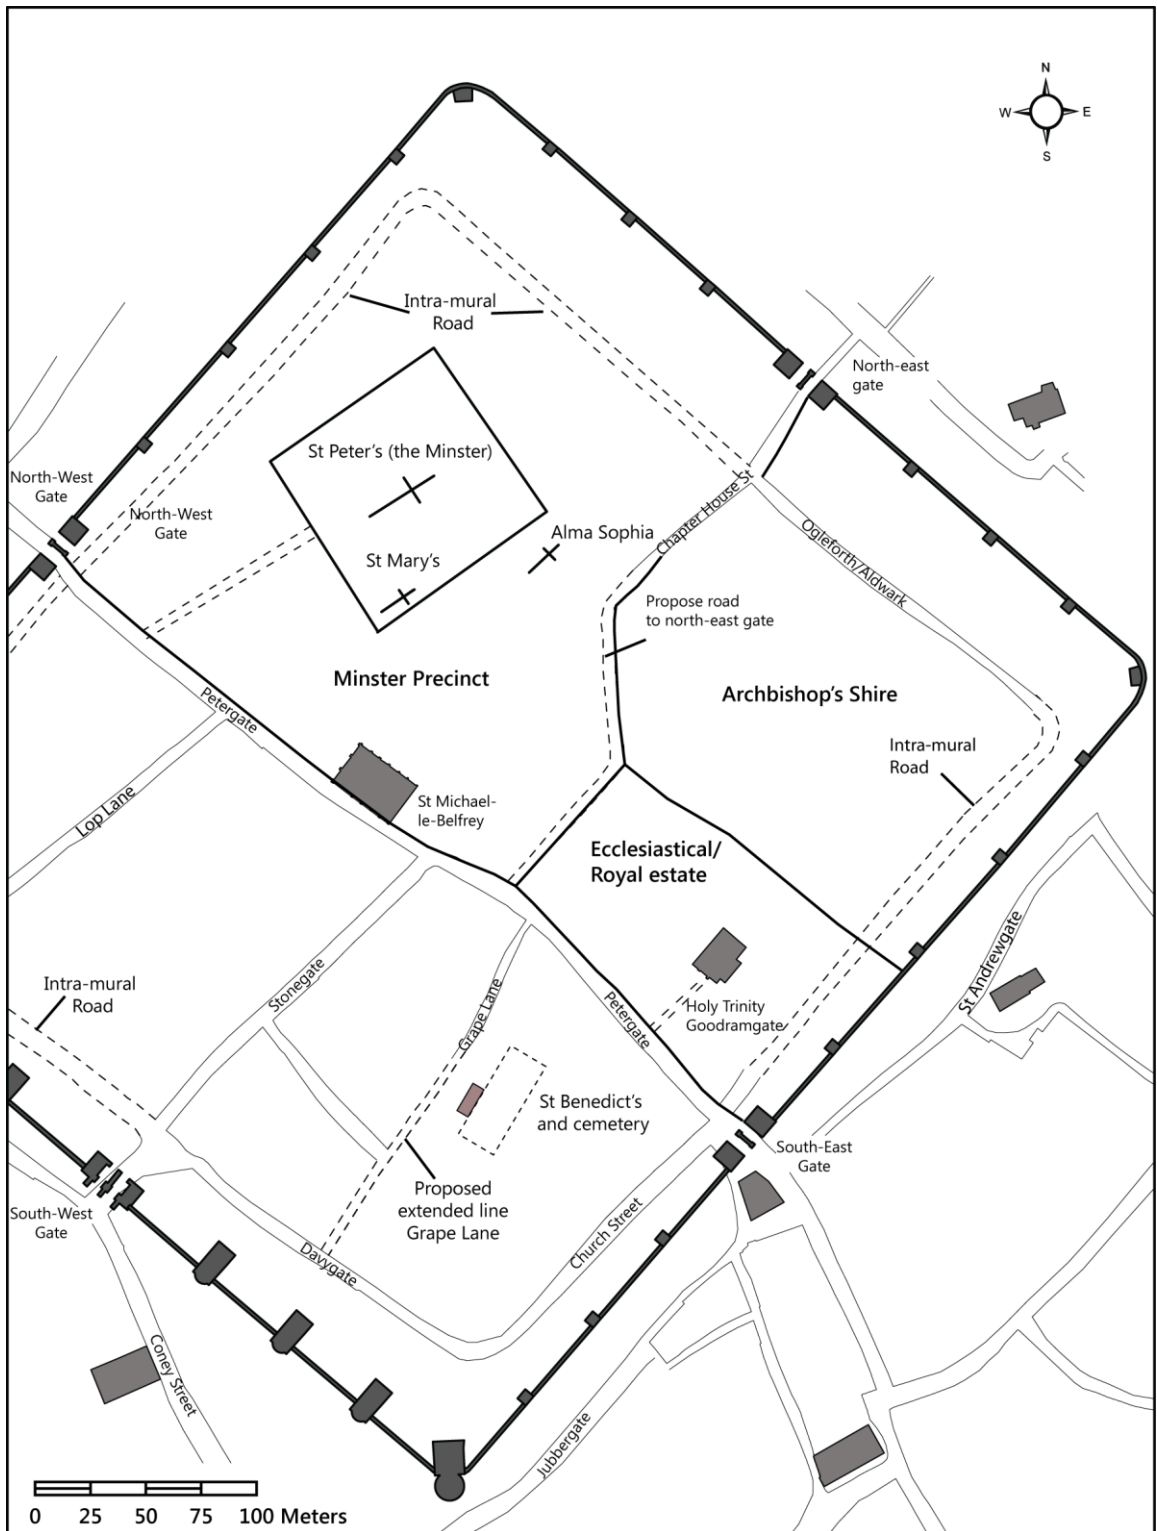 N
W
E
S
Intra-mural
Road
North-east
gate
St Peter's (the Minster)
North-West
Gate
North-West
Gate
Chapter House St
Alma Sophia
Ogleforth/Aldwark
St Mary's
Propose road
to north-east gate
Minster Precinct
Archbishop's Shire
Petergate
Intra-mural
Road
Lop Lane
St Michael-
le-Belfrey
Ecclesiastical/
Royal estate
St Andrewgate
Stonegate
Intra-mural
Road
Grape Lane
Petergate
Holy Trinity
Goodramgate
St Benedict's
and cemetery
South-East
Gate
Proposed
extended line
Grape Lane
South-West
Gate
Church Street
Davygate
Coney Street
Jubbergate
0 25 50 75 100 Meters